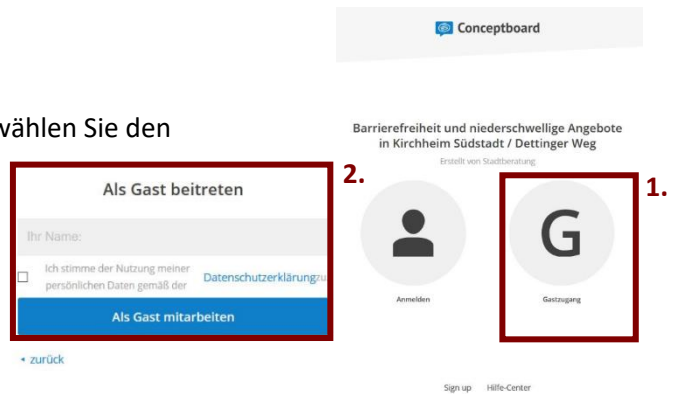 Conceptboard
wählen Sie den
Barrierefreiheit und niederschwellige Angebote
in Kirchheim Südstadt / Dettinger Weg
Erstellt von Stadtberatung
2.
1.
Als Gast beitreten
Ihr Name:
Ich stimme der Nutzung meiner
persönlichen Daten gemäß der Datenschutzerklärung zu
Als Gast mitarbeiten
◂ zurück
G
Anmelden
Gastzugang
Sign up Hilfe-Center